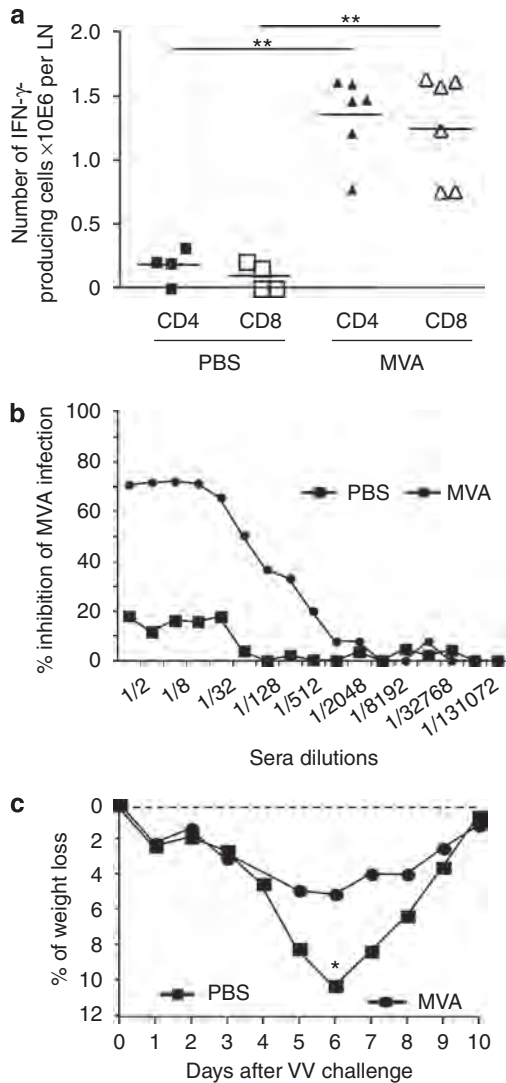 a
Number of IFN-γ-
producing cells ×10E6 per LN
2.0
1.5
1.0
0.5
0
**
**
CD4 CD8 CD4 CD8
PBS MVA
b
% inhibition of MVA infection
100
80
60
40
20
0
PBS MVA
1/2 1/8 1/32 1/128 1/512 1/2048 1/8192 1/32768 1/131072
Sera dilutions
c
% of weight loss
0
2
4
6
8
10
12
*
PBS MVA
0 1 2 3 4 5 6 7 8 9 10
Days after VV challenge